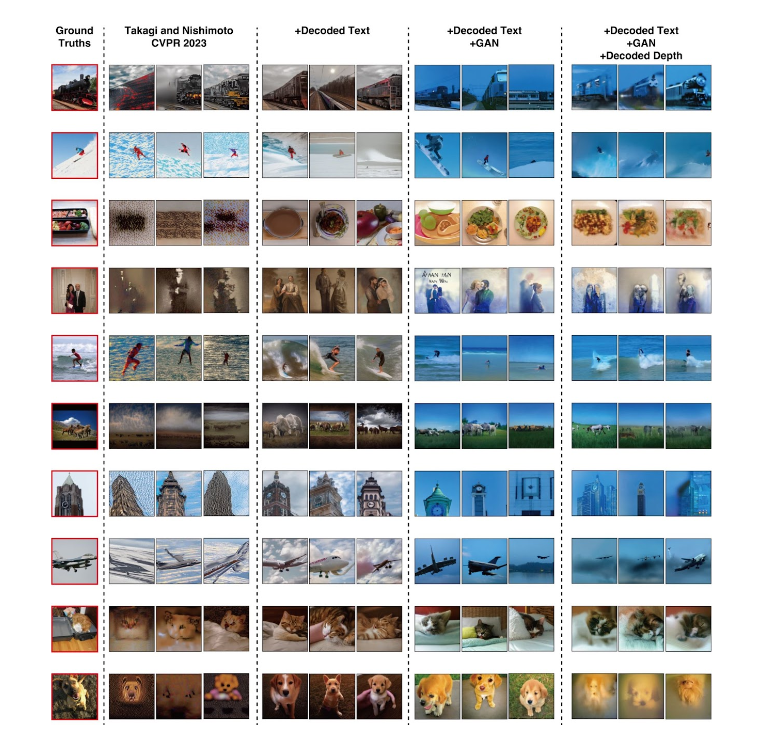 Ground
Truths
Takagi and Nishimoto
CVPR 2023
+Decoded Text
+Decoded Text
+GAN
+Decoded Text
+GAN
+Decoded Depth